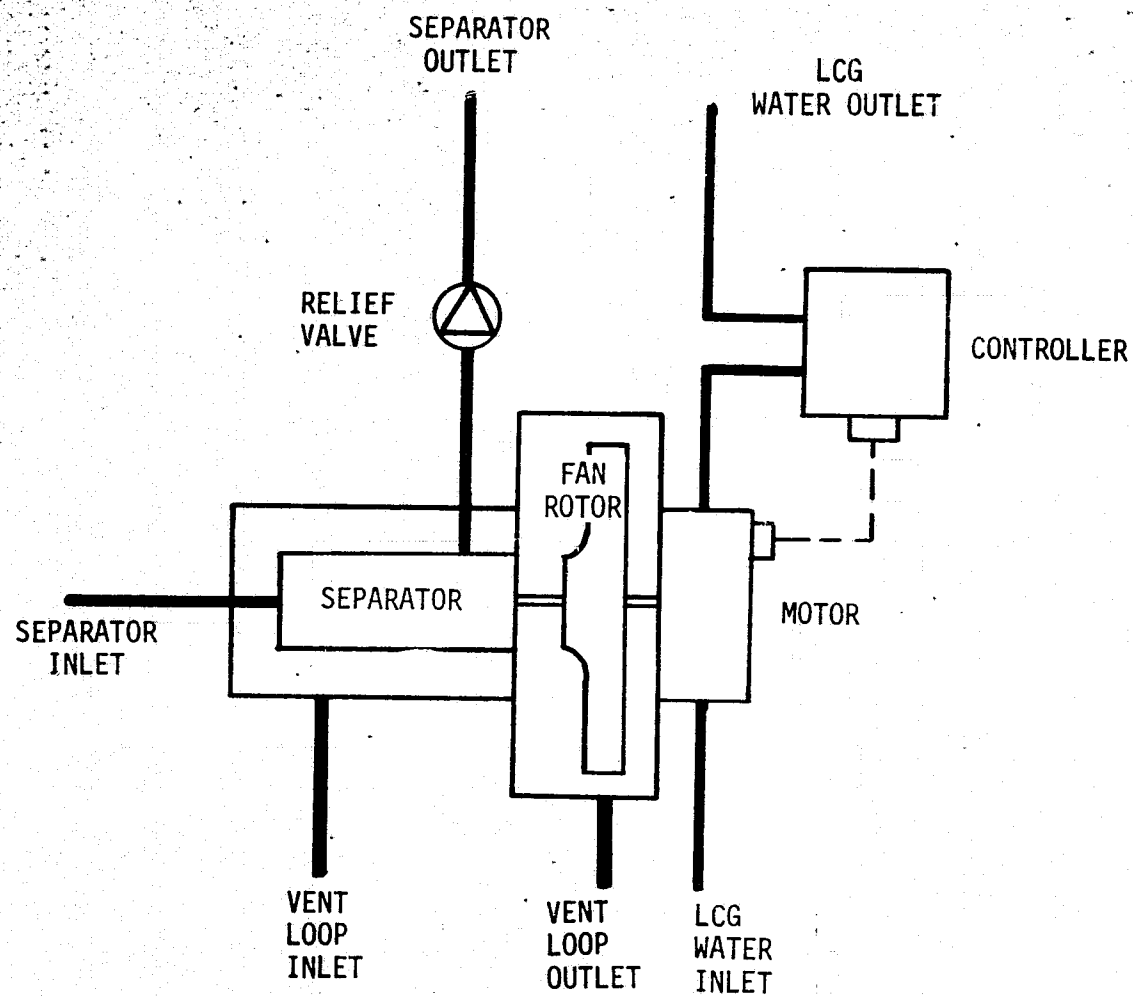 SEPARATOR
OUTLET
LCG
WATER OUTLET
RELIEF
VALVE
CONTROLLER
FAN
ROTOR
SEPARATOR
MOTOR
SEPARATOR
INLET
VENT
LOOP
INLET
VENT
LOOP
OUTLET
LCG
WATER
INLET